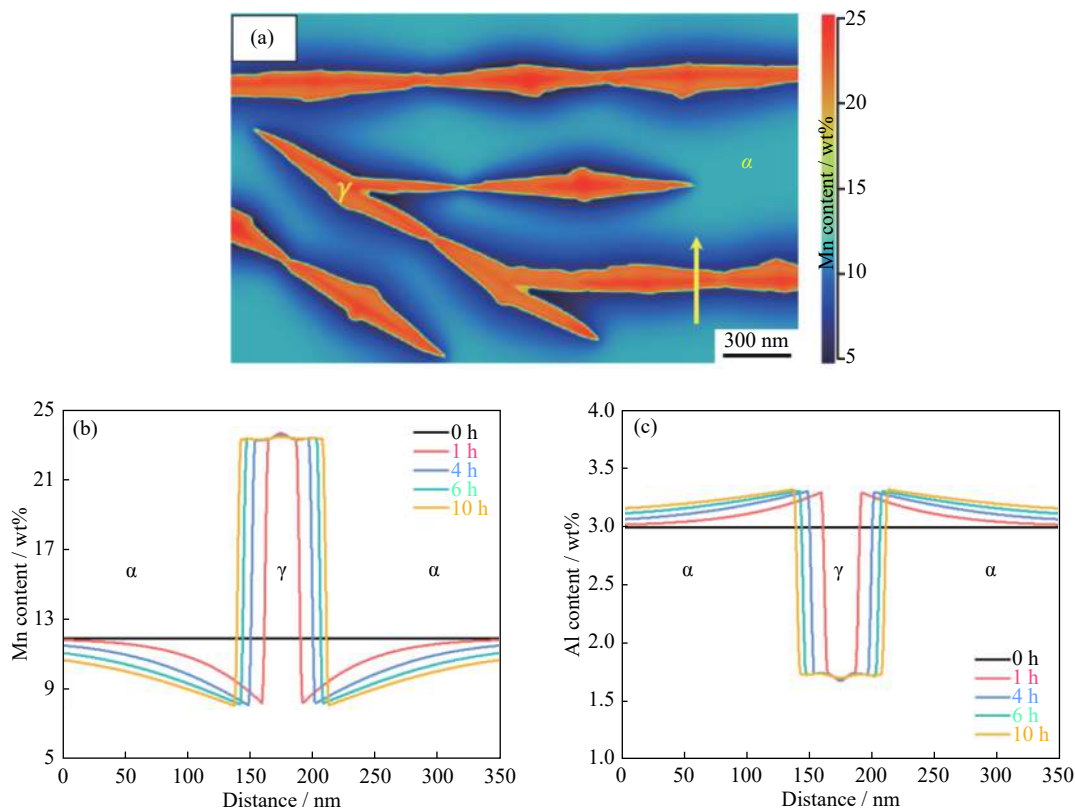 (a)
α
γ
300 nm
25
20
15
10
5
Mn content / wt%
(b)
0 h
1 h
4 h
6 h
10 h
α
γ
α
25
21
17
13
9
5
Mn content / wt%
0
50
100
150
200
250
300
350
Distance / nm
(c)
4.0
3.5
3.0
2.5
2.0
1.5
1.0
Al content / wt%
α
γ
α
0 h
1 h
4 h
6 h
10 h
0
50
100
150
200
250
300
350
Distance / nm